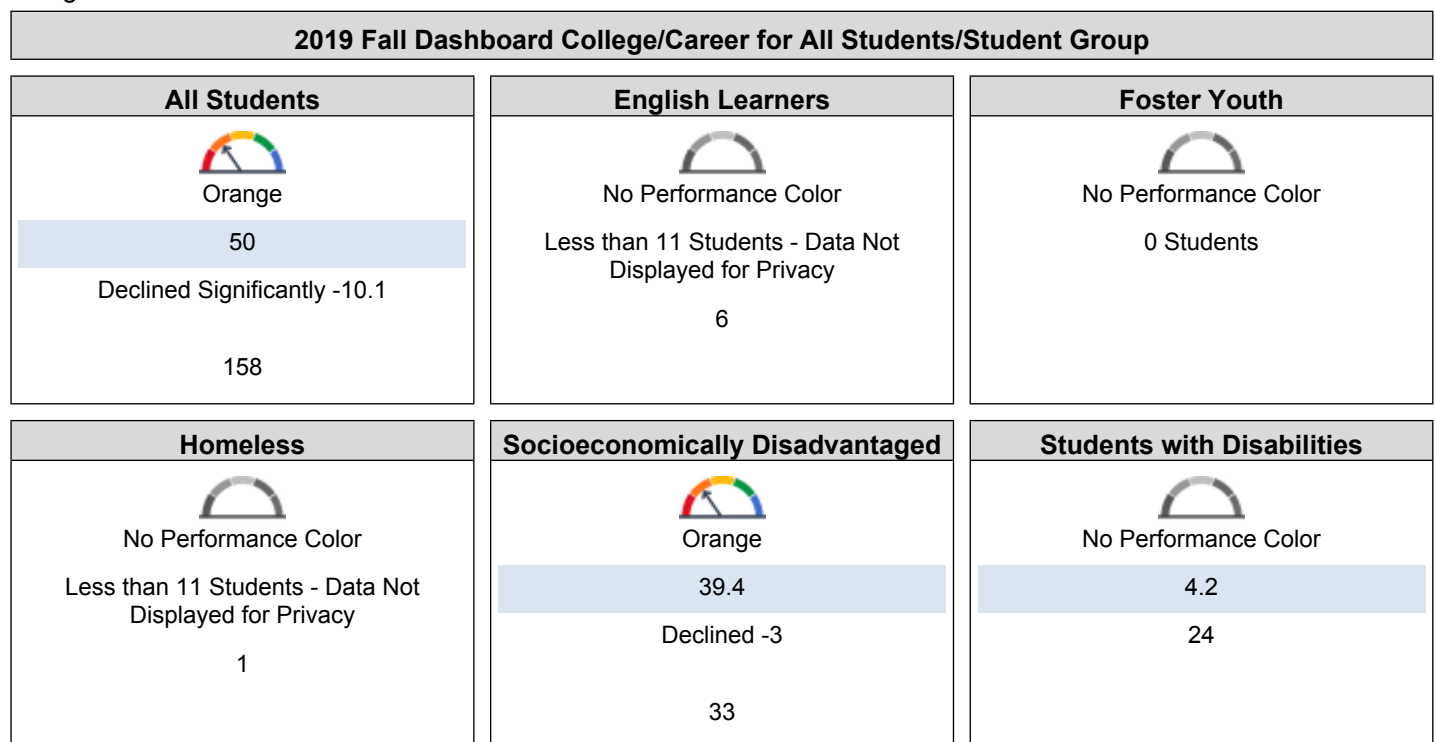 2019 Fall Dashboard College/Career for All Students/Student Group
All Students
Orange
50
Declined Significantly -10.1
158
English Learners
No Performance Color
Less than 11 Students - Data Not
Displayed for Privacy
6
Foster Youth
No Performance Color
0 Students
Homeless
No Performance Color
Less than 11 Students - Data Not
Displayed for Privacy
1
Socioeconomically Disadvantaged
Orange
39.4
Declined -3
33
Students with Disabilities
No Performance Color
4.2
24